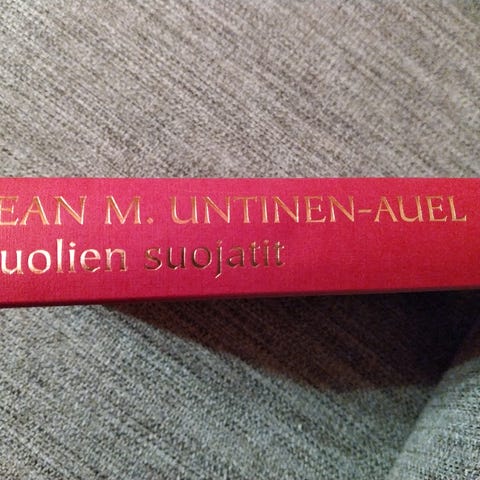 EAN M. UNTINEN-AUEL
uolien suojatit